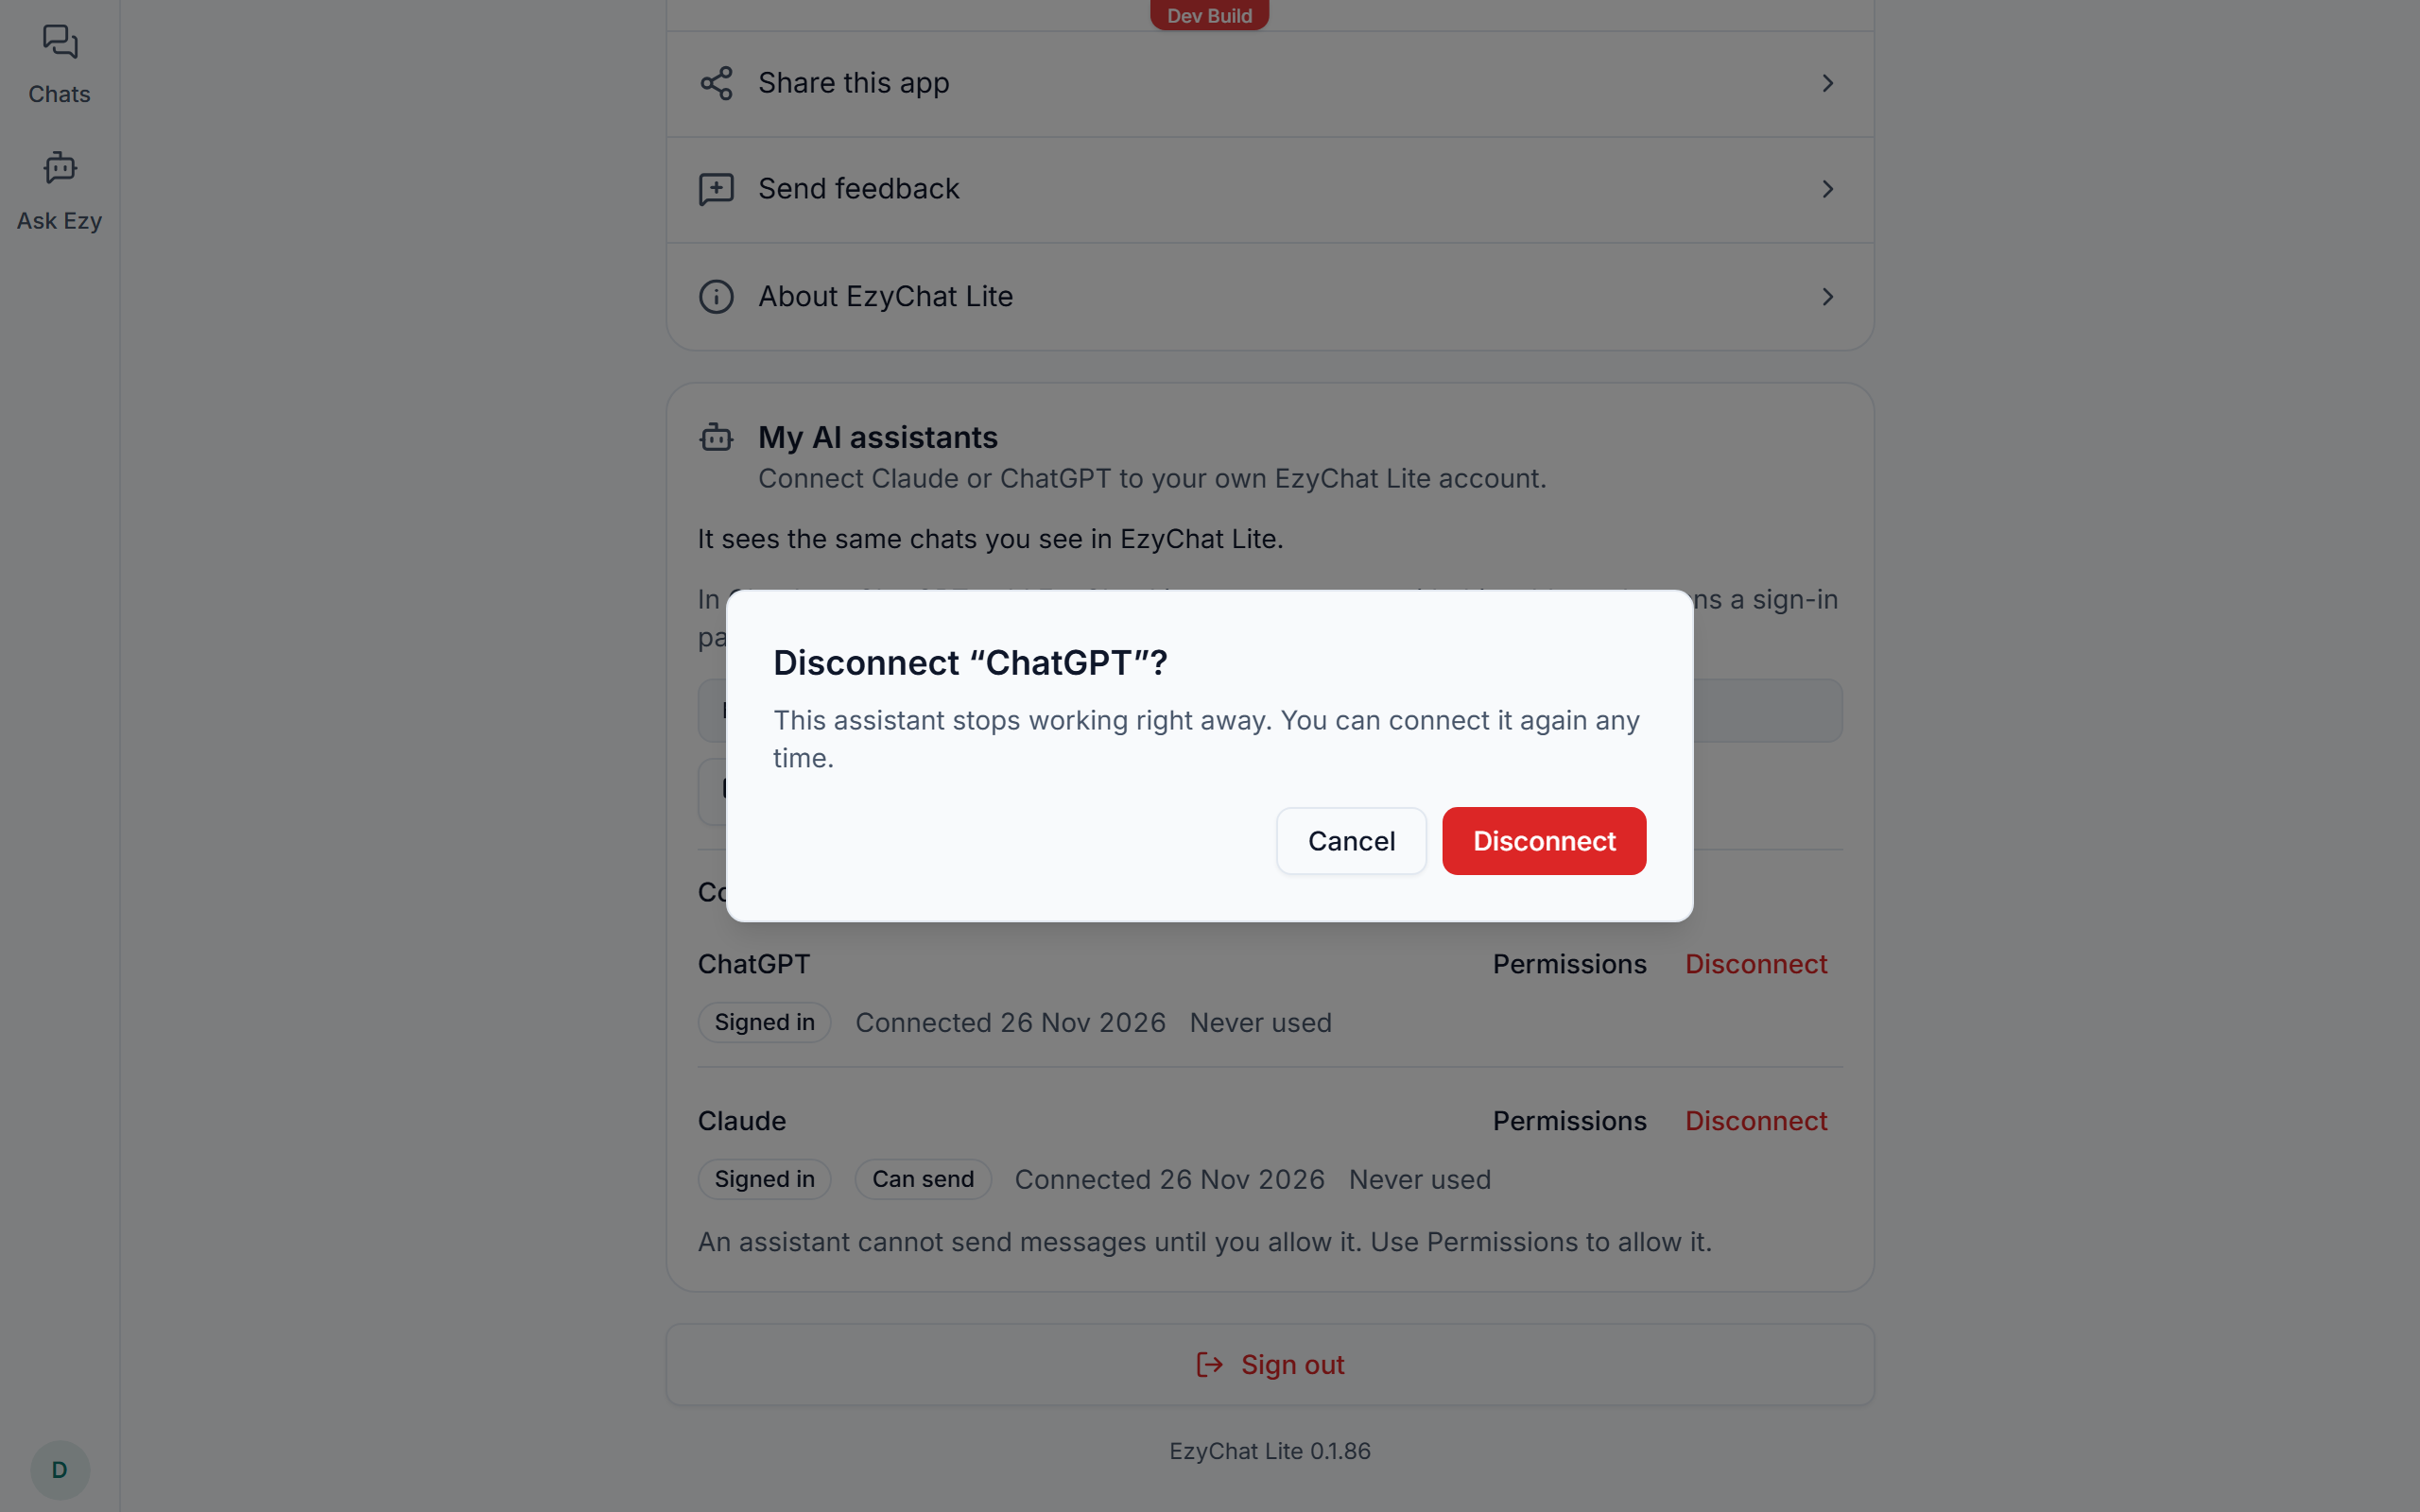 Dev Build
Chats
Ask Ezy
Share this app
Send feedback
About EzyChat Lite
My AI assistants
Connect Claude or ChatGPT to your own EzyChat Lite account.
It sees the same chats you see in EzyChat Lite.
In
a sign-in
Disconnect “ChatGPT”?
This assistant stops working right away. You can connect it again any
time.
Cancel
Disconnect
ChatGPT
Permissions
Disconnect
Signed in
Connected 26 Nov 2026
Never used
Claude
Permissions
Disconnect
Signed in
Can send
Connected 26 Nov 2026
Never used
An assistant cannot send messages until you allow it. Use Permissions to allow it.
Sign out
EzyChat Lite 0.1.86
D